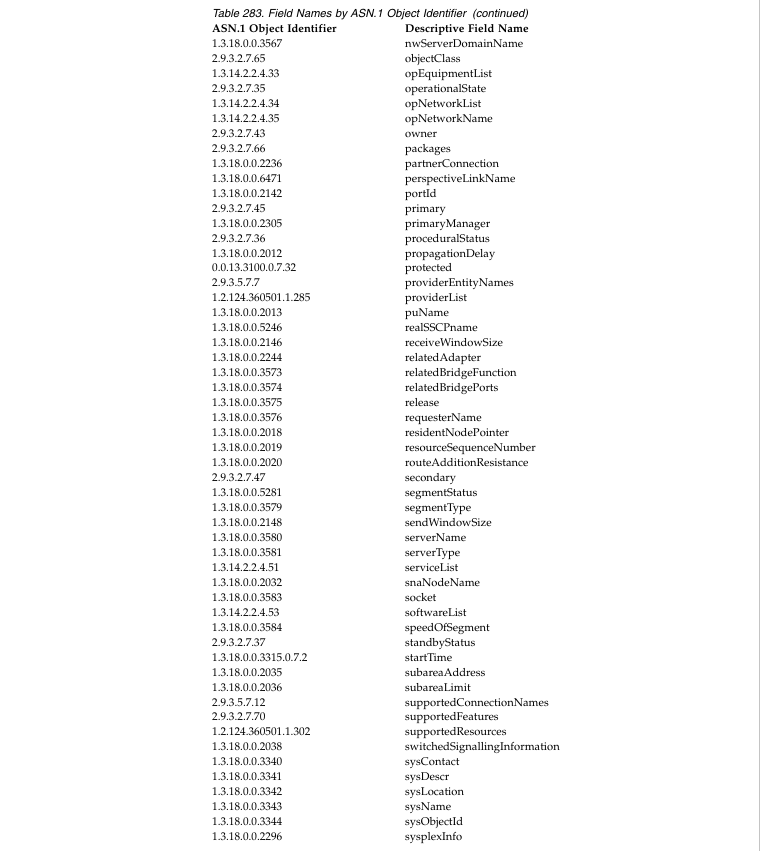 Table 283. Field Names by ASN.1 Object Identifier (continued)
ASN.1 Object Identifier Descriptive Field Name
1.3.18.0.0.3567 nwServerDomainName
2.9.3.2.7.65 objectClass
1.3.14.2.2.4.33 opEquipmentList
2.9.3.2.7.35 operationalState
1.3.14.2.2.4.34 opNetworkList
1.3.14.2.2.4.35 opNetworkName
2.9.3.2.7.43 owner
2.9.3.2.7.66 packages
1.3.18.0.0.2236 partnerConnection
1.3.18.0.0.6471 perspectiveLinkName
1.3.18.0.0.2142 portId
2.9.3.2.7.45 primary
1.3.18.0.0.2305 primaryManager
2.9.3.2.7.36 proceduralStatus
1.3.18.0.0.2012 propagationDelay
0.0.13.3100.0.7.32 protected
2.9.3.5.7.7 providerEntityNames
1.2.124.360501.1.285 providerList
1.3.18.0.0.2013 puName
1.3.18.0.0.5246 realSSCPname
1.3.18.0.0.2146 receiveWindowSize
1.3.18.0.0.2244 relatedAdapter
1.3.18.0.0.3573 relatedBridgeFunction
1.3.18.0.0.3574 relatedBridgePorts
1.3.18.0.0.3575 release
1.3.18.0.0.3576 requesterName
1.3.18.0.0.2018 residentNodePointer
1.3.18.0.0.2019 resourceSequenceNumber
1.3.18.0.0.2020 routeAdditionResistance
2.9.3.2.7.47 secondary
1.3.18.0.0.5281 segmentStatus
1.3.18.0.0.3579 segmentType
1.3.18.0.0.2148 sendWindowSize
1.3.18.0.0.3580 serverName
1.3.18.0.0.3581 serverType
1.3.14.2.2.4.51 serviceList
1.3.18.0.0.2032 snaNodeName
1.3.18.0.0.3583 socket
1.3.14.2.2.4.53 softwareList
1.3.18.0.0.3584 speedOfSegment
2.9.3.2.7.37 standbyStatus
1.3.18.0.0.3315.0.7.2 startTime
1.3.18.0.0.2035 subareaAddress
1.3.18.0.0.2036 subareaLimit
2.9.3.5.7.12 supportedConnectionNames
2.9.3.2.7.70 supportedFeatures
1.2.124.360501.1.302 supportedResources
1.3.18.0.0.2038 switchedSignallingInformation
1.3.18.0.0.3340 sysContact
1.3.18.0.0.3341 sysDescr
1.3.18.0.0.3342 sysLocation
1.3.18.0.0.3343 sysName
1.3.18.0.0.3344 sysObjectId
1.3.18.0.0.2296 sysplexInfo